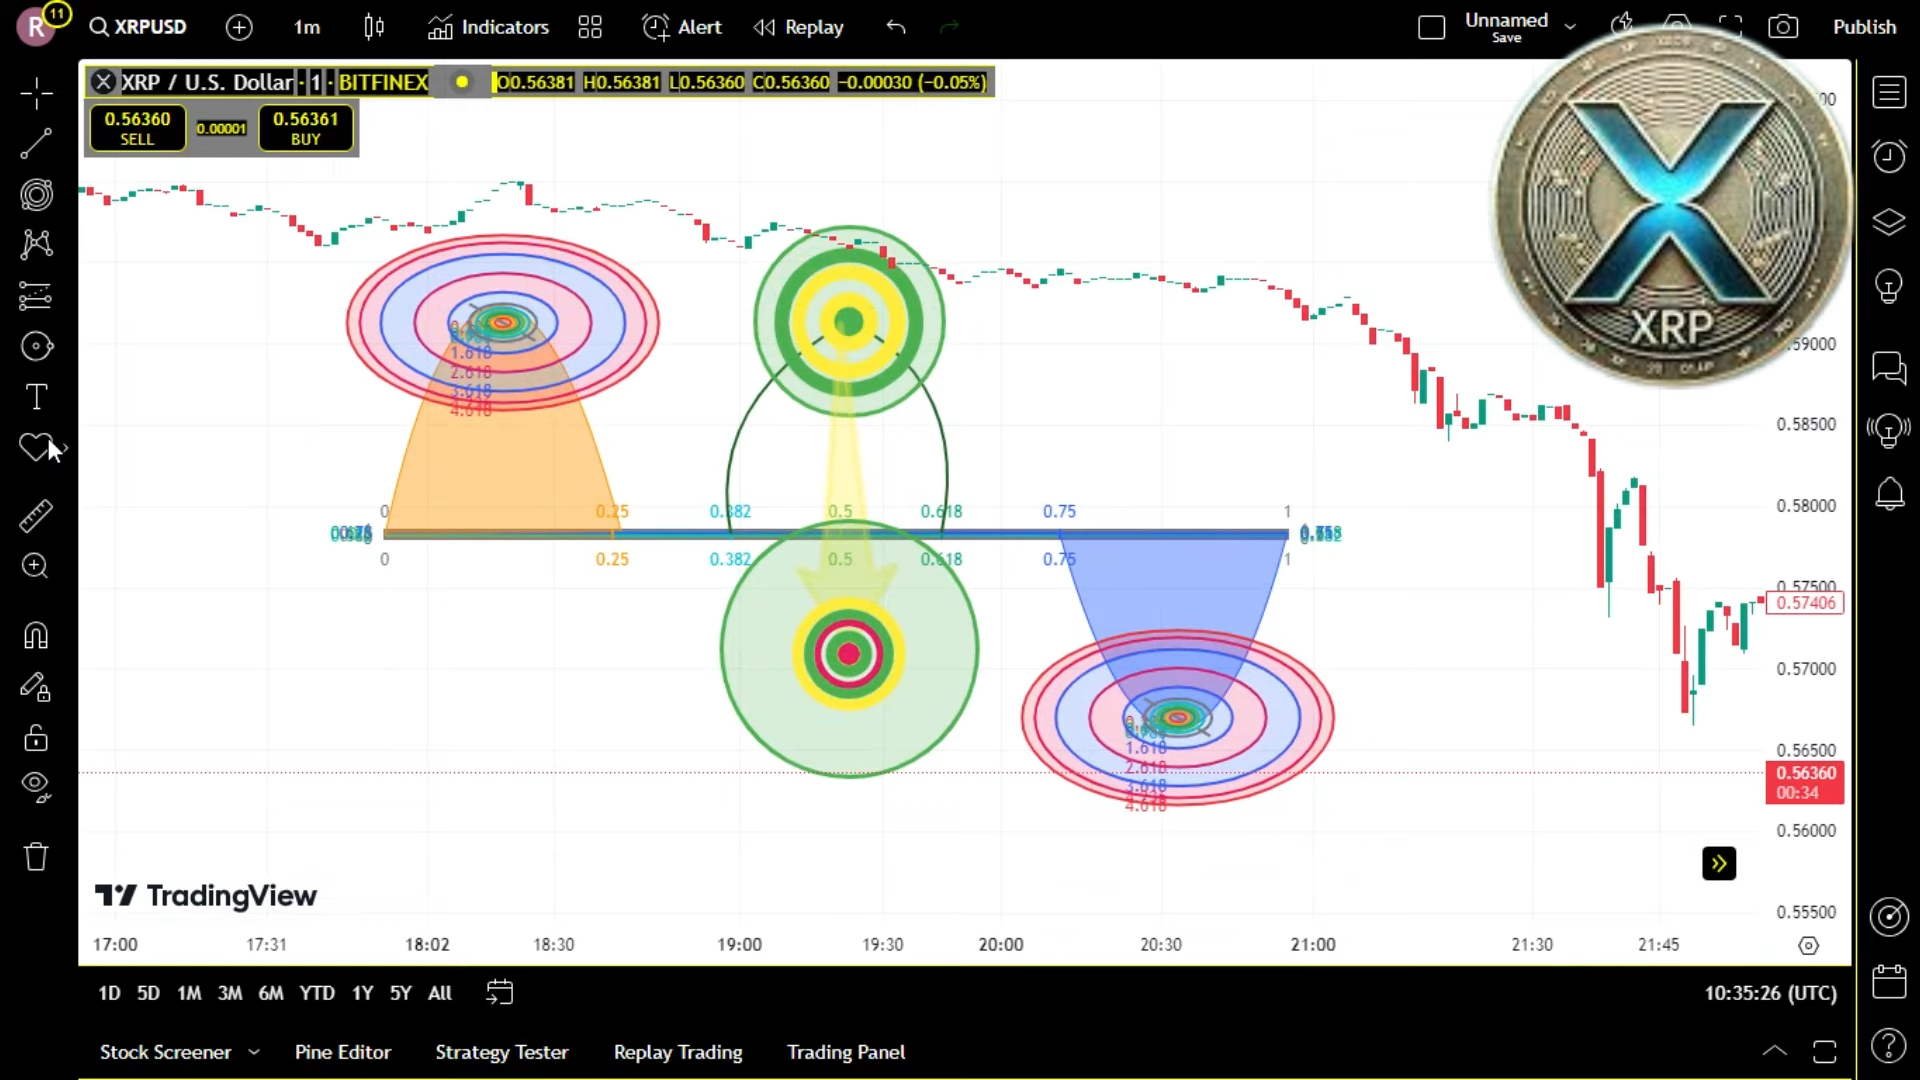 R 11 XRPUSD 1m Indicators Alert Replay Unnamed Save Publish
XRP / U.S. Dollar · 1 · BITFINEX O0.56381 H0.56381 L0.56360 C0.56360 −0.00030 (−0.05%)
0.56360 SELL 0.00001 0.56361 BUY
XRP
0.59000
0.58500
0.58000
0.57500
0.57406
0.57000
0.56500
0.56360
00:34
0.56000
0.55500
1.618
2.618
3.618
4.618
0 0.25 0.382 0.5 0.618 0.75 1
0 0.25 0.382 0.5 0.618 0.75 1
1.618
2.618
3.618
4.618
TradingView
17:00 17:31 18:02 18:30 19:00 19:30 20:00 20:30 21:00 21:30 21:45
1D 5D 1M 3M 6M YTD 1Y 5Y All 10:35:26 (UTC)
Stock Screener Pine Editor Strategy Tester Replay Trading Trading Panel